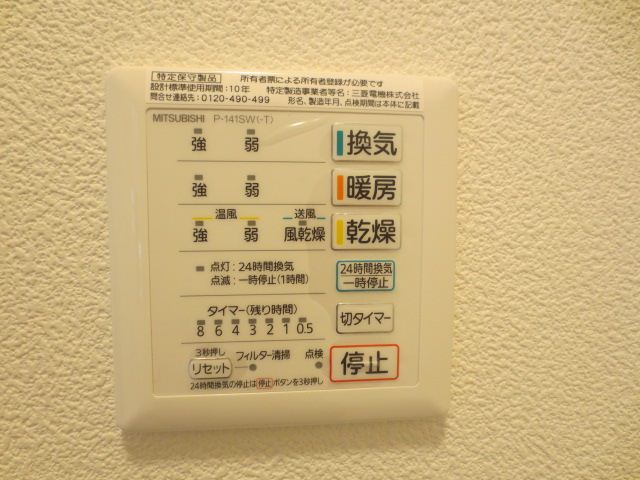 特定保守製品 所有者票による所有者登録が必要です
設計標準使用期間:10年 特定製造事業者等名:三菱電機株式会社
問合せ連絡先:0120-490-499 形名、製造年月、点検期間は本体に記載
MITSUBISHI P-141SW(-T)
強 弱 換気
強 弱 暖房
温風 送風
強 弱 風乾燥 乾燥
点灯:24時間換気
点滅:一時停止(1時間)
24時間換気
一時停止
タイマー(残り時間)
8 6 4 3 2 1 0.5
切タイマー
3秒押し
リセット フィルター清掃 点検
停止
24時間換気の停止は停止ボタンを3秒押し